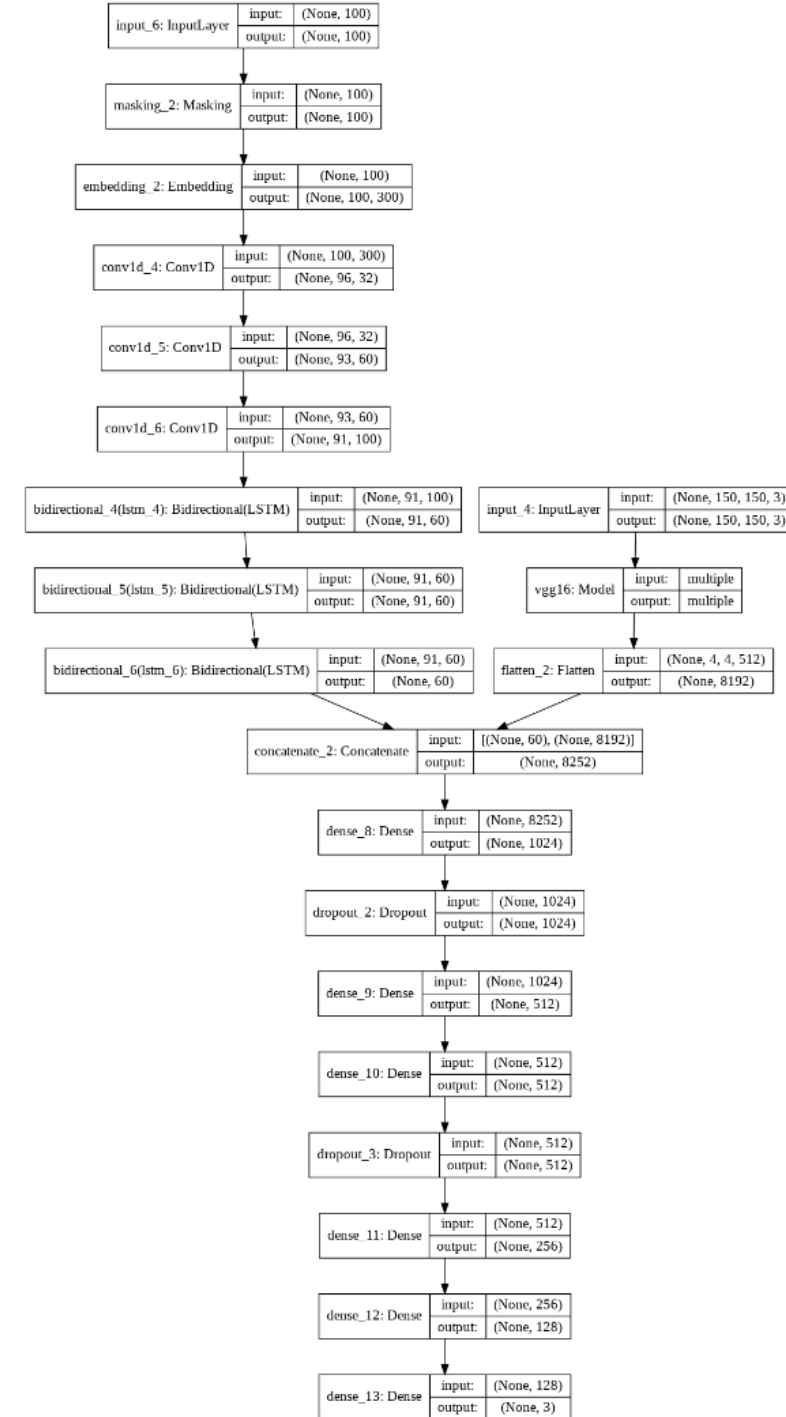 input_6: InputLayer
input: (None, 100)
output: (None, 100)
masking_2: Masking
input: (None, 100)
output: (None, 100)
embedding_2: Embedding
input: (None, 100)
output: (None, 100, 300)
conv1d_4: Conv1D
input: (None, 100, 300)
output: (None, 96, 32)
conv1d_5: Conv1D
input: (None, 96, 32)
output: (None, 93, 60)
conv1d_6: Conv1D
input: (None, 93, 60)
output: (None, 91, 100)
bidirectional_4(lstm_4): Bidirectional(LSTM)
input: (None, 91, 100)
output: (None, 91, 60)
input_4: InputLayer
input: (None, 150, 150, 3)
output: (None, 150, 150, 3)
bidirectional_5(lstm_5): Bidirectional(LSTM)
input: (None, 91, 60)
output: (None, 91, 60)
vgg16: Model
input: multiple
output: multiple
bidirectional_6(lstm_6): Bidirectional(LSTM)
input: (None, 91, 60)
output: (None, 60)
flatten_2: Flatten
input: (None, 4, 4, 512)
output: (None, 8192)
concatenate_2: Concatenate
input: [(None, 60), (None, 8192)]
output: (None, 8252)
dense_8: Dense
input: (None, 8252)
output: (None, 1024)
dropout_2: Dropout
input: (None, 1024)
output: (None, 1024)
dense_9: Dense
input: (None, 1024)
output: (None, 512)
dense_10: Dense
input: (None, 512)
output: (None, 512)
dropout_3: Dropout
input: (None, 512)
output: (None, 512)
dense_11: Dense
input: (None, 512)
output: (None, 256)
dense_12: Dense
input: (None, 256)
output: (None, 128)
dense_13: Dense
input: (None, 128)
output: (None, 3)